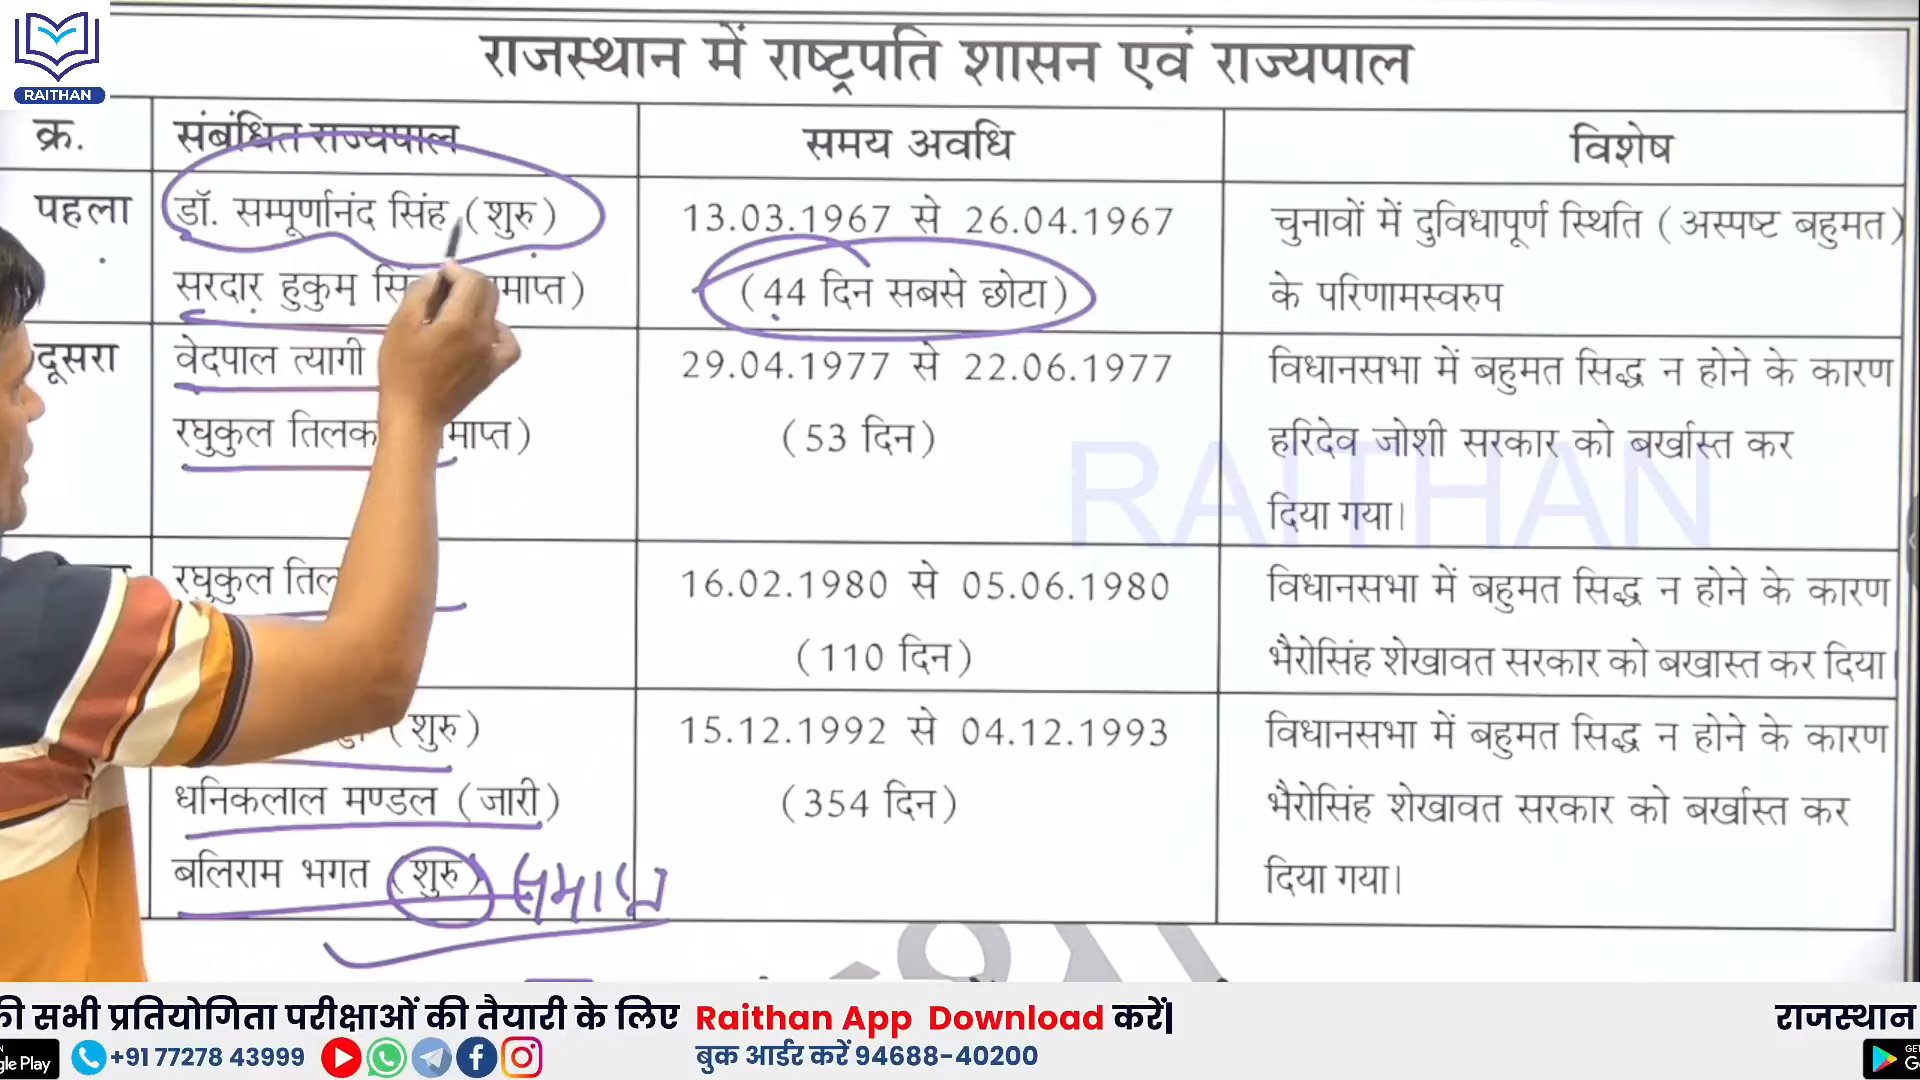 RAITHAN
राजस्थान में राष्ट्रपति शासन एवं राज्यपाल
क्र.
संबंधित राज्यपाल
समय अवधि
विशेष
पहला
डॉ. सम्पूर्णानंद सिंह (शुरु)
सरदार हुकुम
13.03.1967 से 26.04.1967
(44 दिन सबसे छोटा)
चुनावों में दुविधापूर्ण स्थिति (अस्पष्ट बहुमत)
के परिणामस्वरुप
दूसरा
वेदपाल त्यागी
रघुकुल तिलक
29.04.1977 से 22.06.1977
(53 दिन)
विधानसभा में बहुमत सिद्ध न होने के कारण
हरिदेव जोशी सरकार को बर्खास्त कर
दिया गया।
रघुकुल
16.02.1980 से 05.06.1980
(110 दिन)
विधानसभा में बहुमत सिद्ध न होने के कारण
भैरोसिंह शेखावत सरकार को बखास्त कर दिया।
(शुरु)
धनिकलाल मण्डल (जारी)
बलिराम भगत (शुरु) समाप्त
15.12.1992 से 04.12.1993
(354 दिन)
विधानसभा में बहुमत सिद्ध न होने के कारण
भैरोसिंह शेखावत सरकार को बर्खास्त कर
दिया गया।
RAITHAN
की सभी प्रतियोगिता परीक्षाओं की तैयारी के लिए Raithan App Download करें|
राजस्थान
gle Play
+91 77278 43999
बुक आर्डर करें 94688-40200
GET